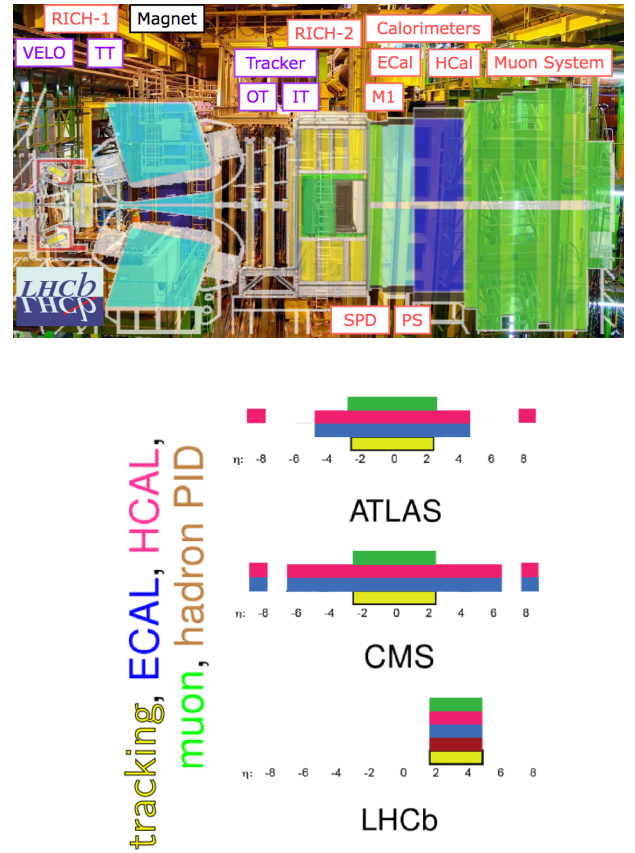 RICH-1 Magnet
RICH-2 Calorimeters
VELO TT
Tracker ECal HCal Muon System
OT IT M1
LHCb
LHCb
SPD PS
tracking, ECAL, HCAL,
muon, hadron PID
η: -8 -6 -4 -2 0 2 4 6 8
ATLAS
η: -8 -6 -4 -2 0 2 4 6 8
CMS
η: -8 -6 -4 -2 0 2 4 6 8
LHCb